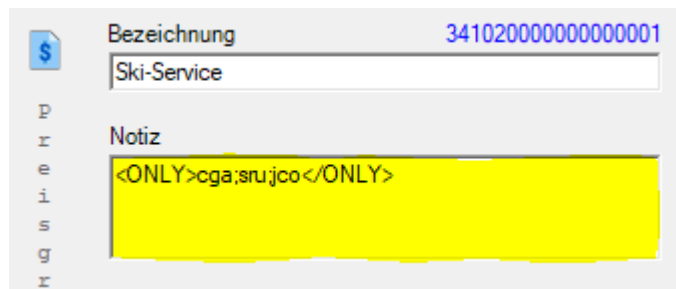 Bezeichnung 341020000000000001
$
Ski-Service
Notiz
<ONLY>cga;sru;jco</ONLY>
p
r
e
i
s
g
r